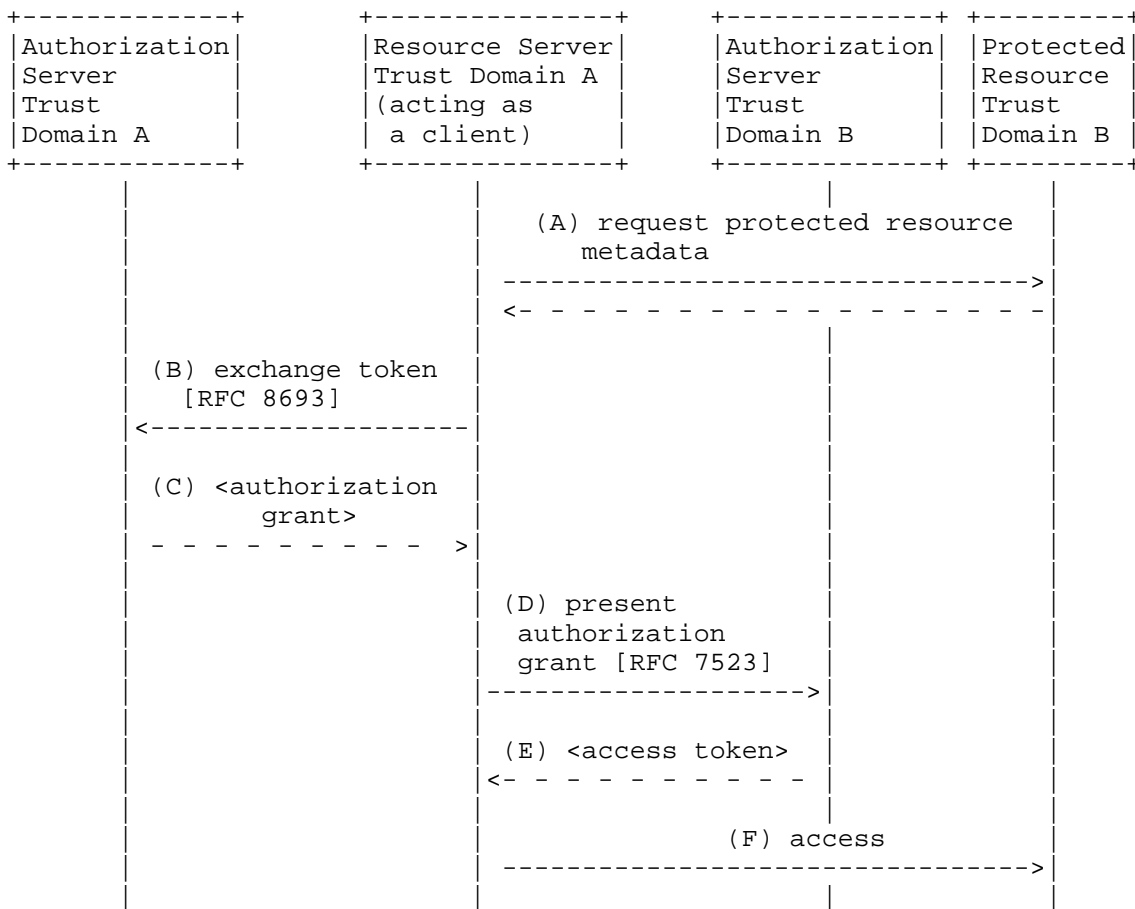 Authorization
Server
Trust
Domain A
Resource Server
Trust Domain A
(acting as
a client)
Authorization
Server
Trust
Domain B
Protected
Resource
Trust
Domain B
(A) request protected resource
metadata
(B) exchange token
[RFC 8693]
(C) <authorization
grant>
(D) present
authorization
grant [RFC 7523]
(E) <access token>
(F) access